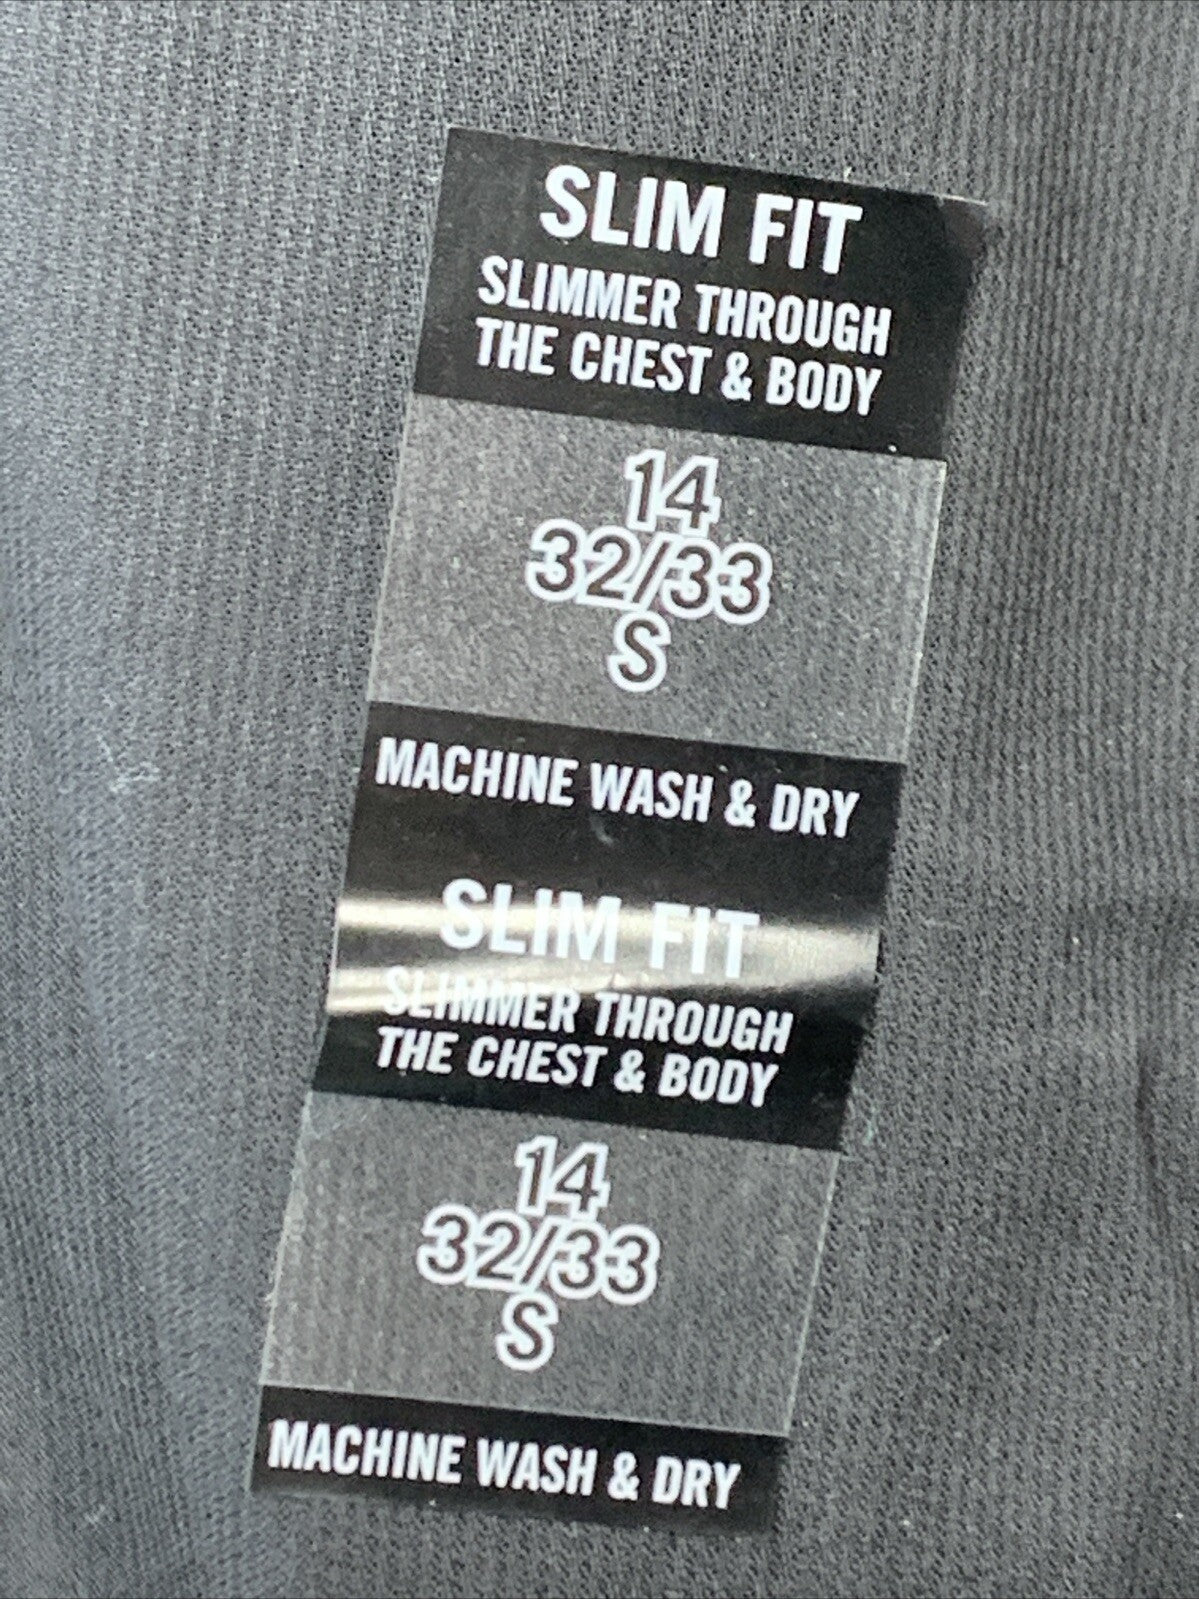 SLIM FIT
SLIMMER THROUGH
THE CHEST & BODY
14
32/33
S
MACHINE WASH & DRY
SLIM FIT
SLIMMER THROUGH
THE CHEST & BODY
14
32/33
S
MACHINE WASH & DRY